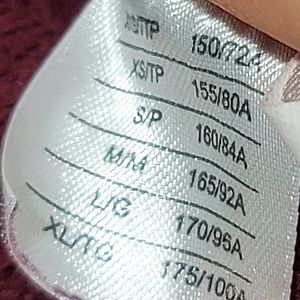 150/72A
XS/TP 155/80A
S/P 160/84A
M/M 165/92A
L/G 170/96A
XL/TG 175/100A